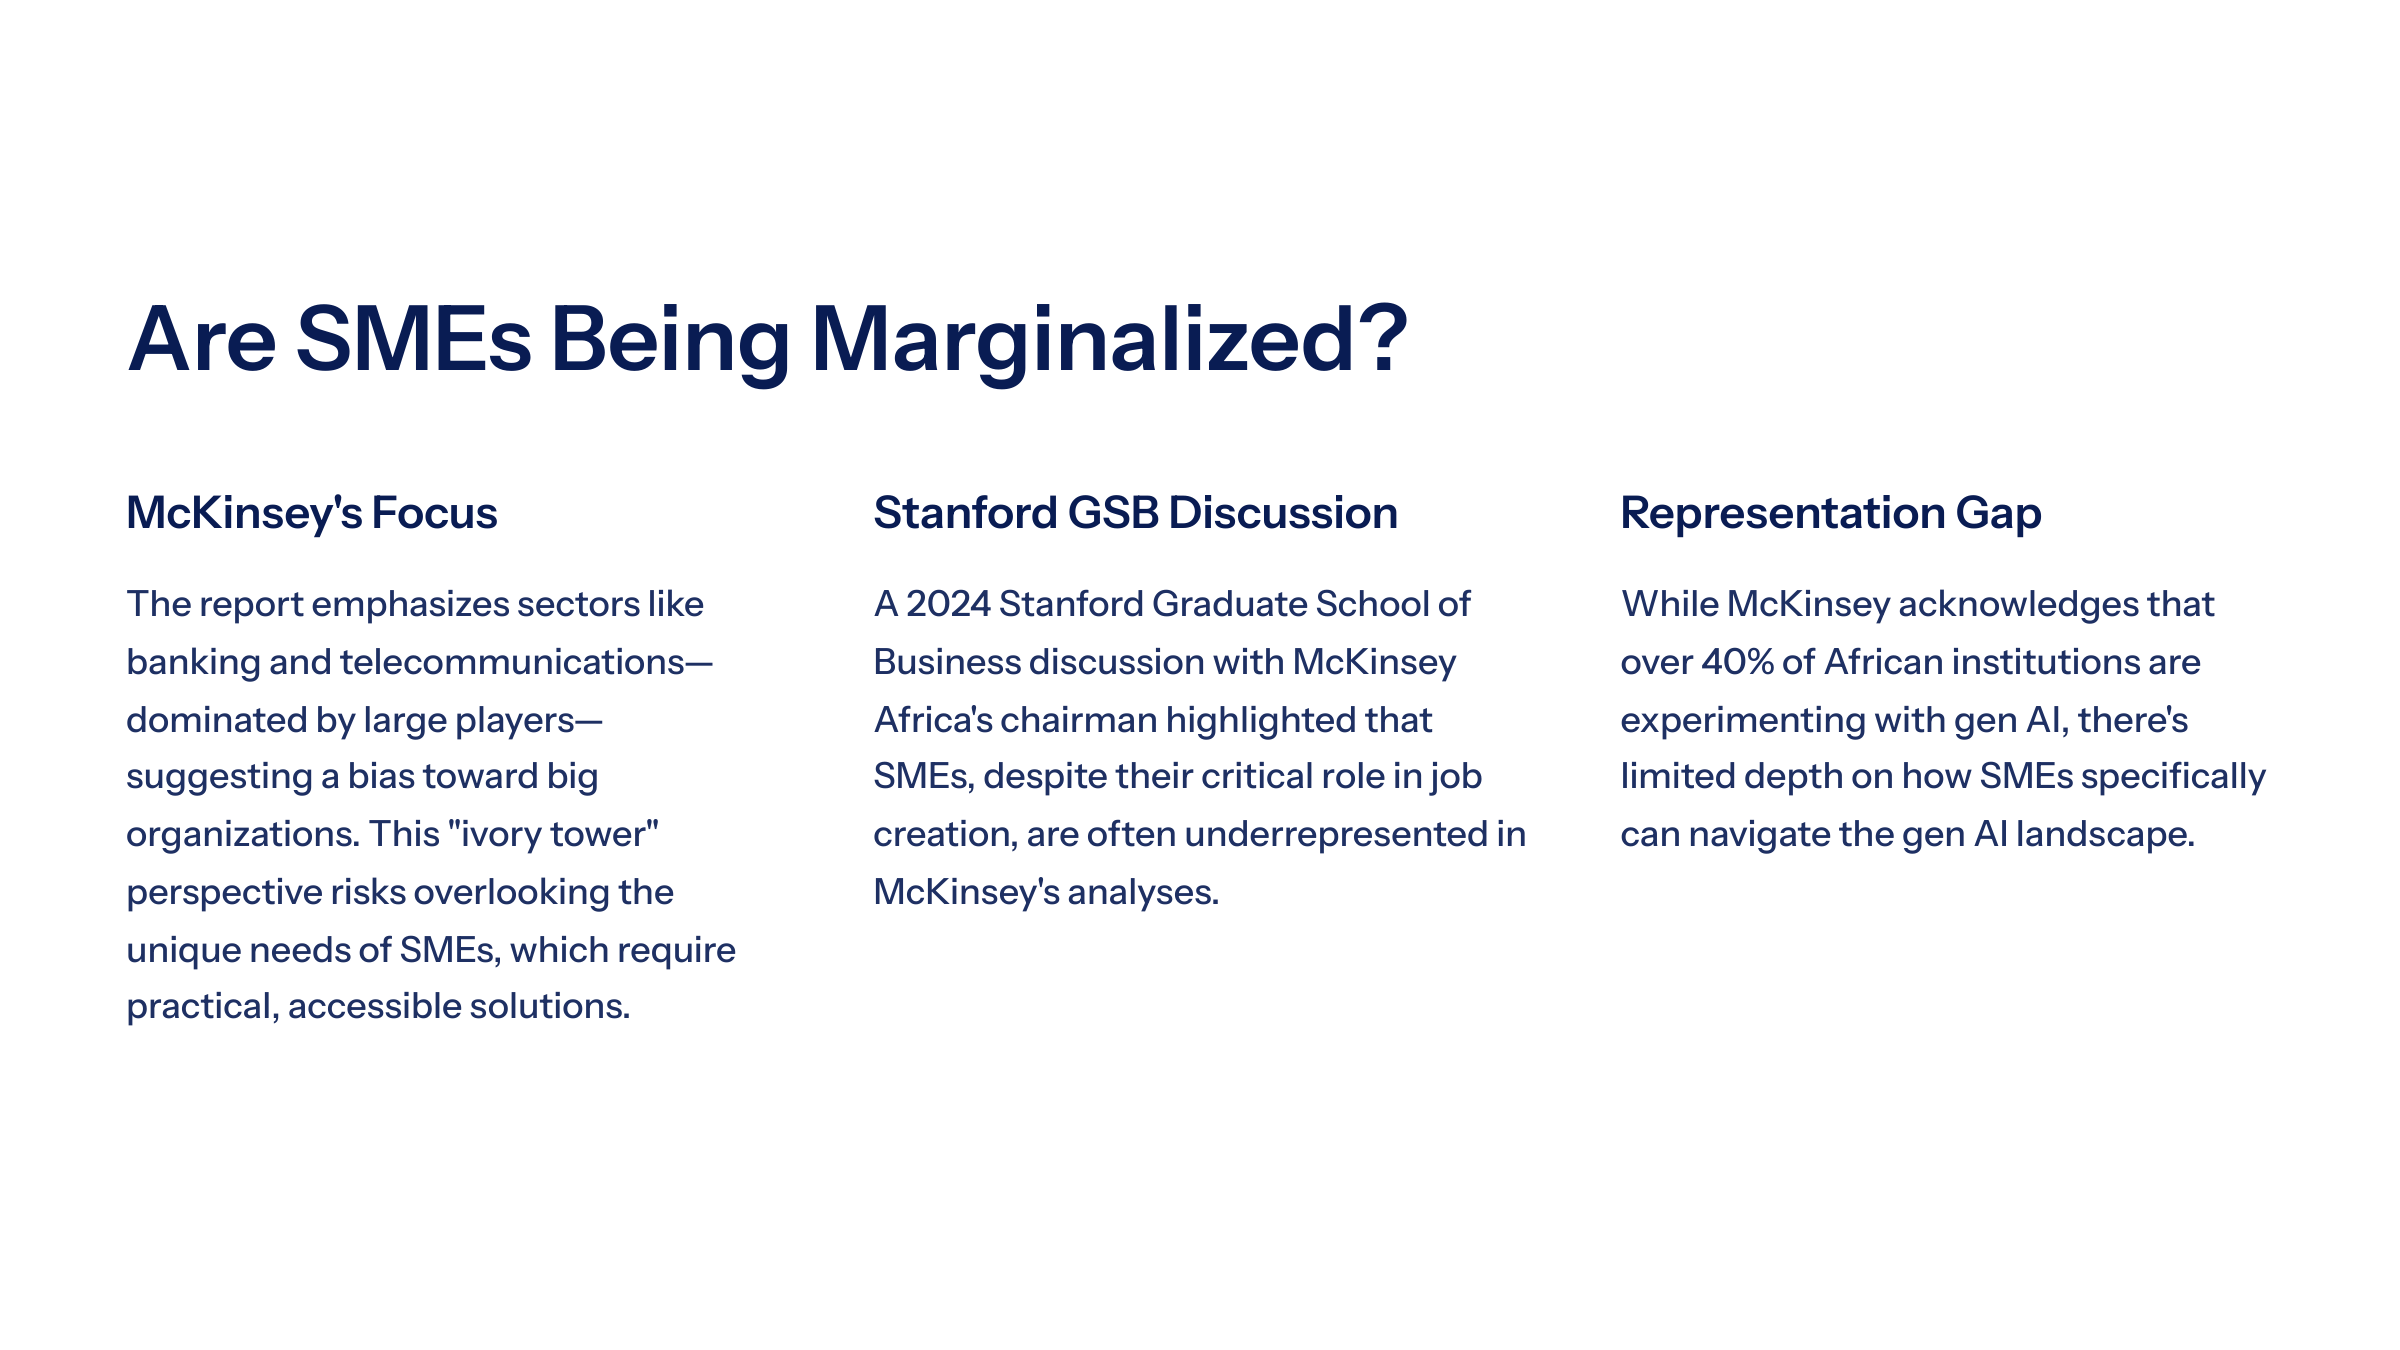 Are SMEs Being Marginalized?
McKinsey's Focus
The report emphasizes sectors like
banking and telecommunications—
dominated by large players—
suggesting a bias toward big
organizations. This "ivory tower"
perspective risks overlooking the
unique needs of SMEs, which require
practical, accessible solutions.
Stanford GSB Discussion
A 2024 Stanford Graduate School of
Business discussion with McKinsey
Africa's chairman highlighted that
SMEs, despite their critical role in job
creation, are often underrepresented in
McKinsey's analyses.
Representation Gap
While McKinsey acknowledges that
over 40% of African institutions are
experimenting with gen AI, there's
limited depth on how SMEs specifically
can navigate the gen AI landscape.